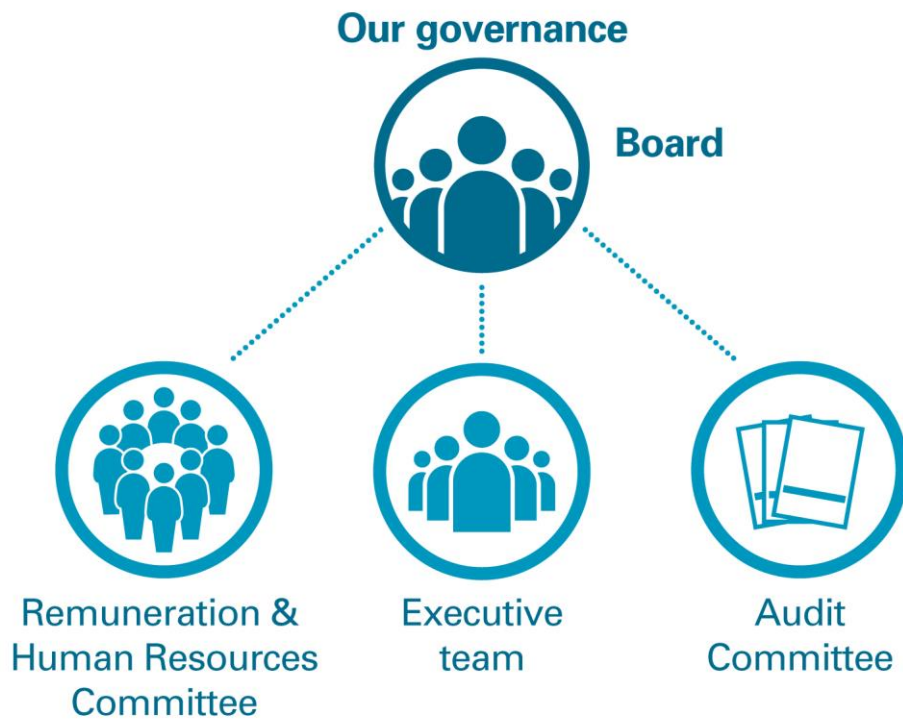 Our governance
Board
Remuneration &
Human Resources
Committee
Executive
team
Audit
Committee